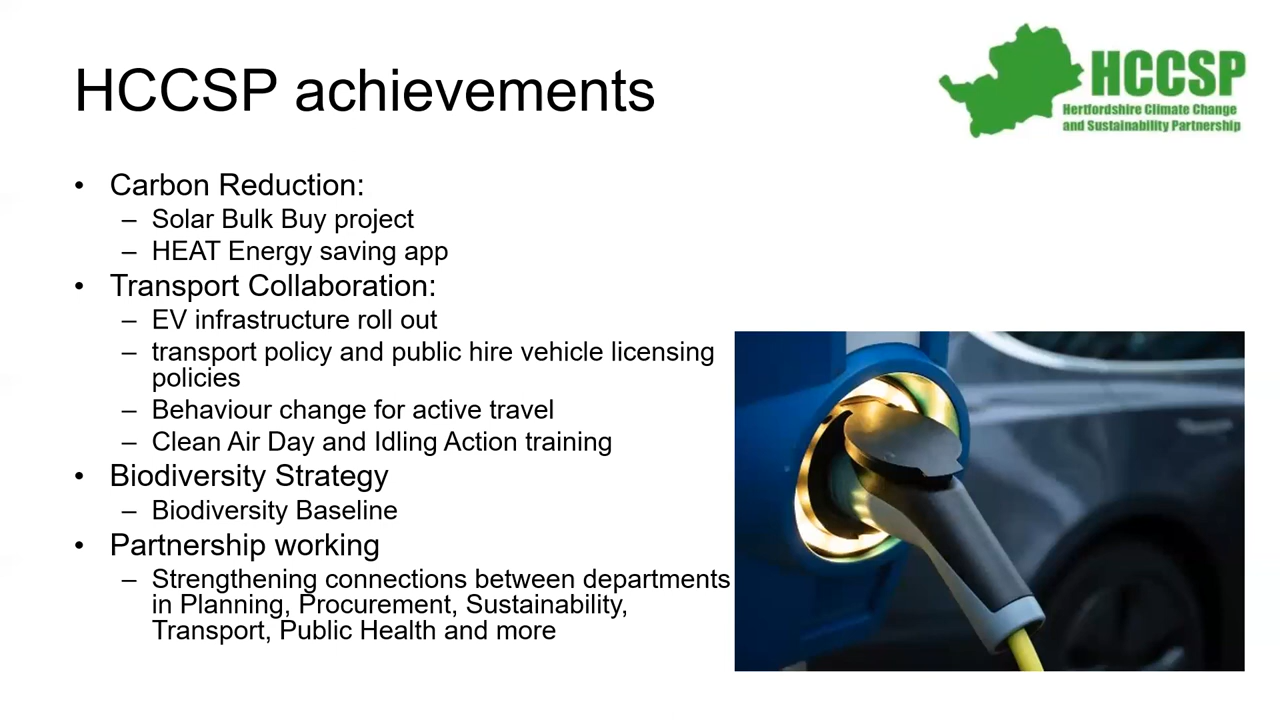 HCCSP achievements
HCCSP
Hertfordshire Climate Change
and Sustainability Partnership
• Carbon Reduction:
– Solar Bulk Buy project
– HEAT Energy saving app
• Transport Collaboration:
– EV infrastructure roll out
– transport policy and public hire vehicle licensing
policies
– Behaviour change for active travel
– Clean Air Day and Idling Action training
• Biodiversity Strategy
– Biodiversity Baseline
• Partnership working
– Strengthening connections between departments
in Planning, Procurement, Sustainability,
Transport, Public Health and more